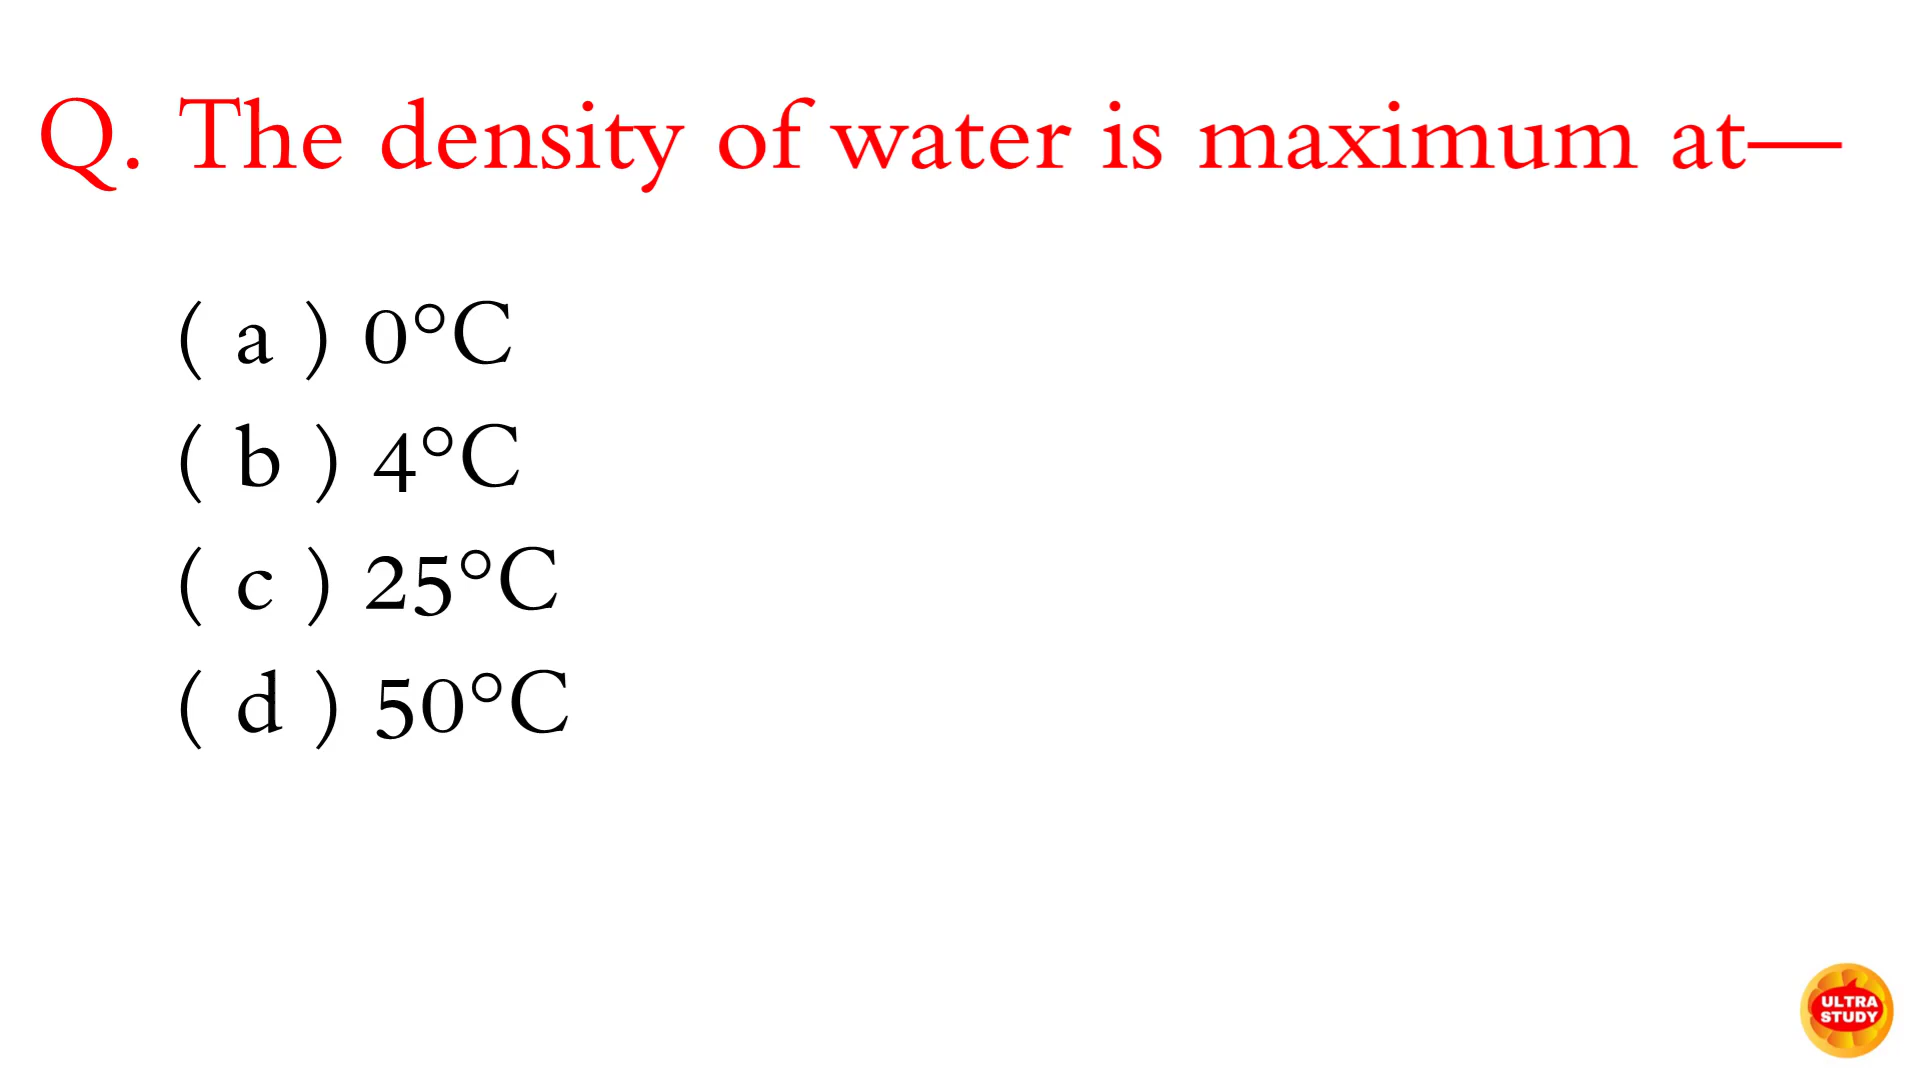 Q. The density of water is maximum at—
( a ) 0°C
( b ) 4°C
( c ) 25°C
( d ) 50°C
ULTRA
STUDY